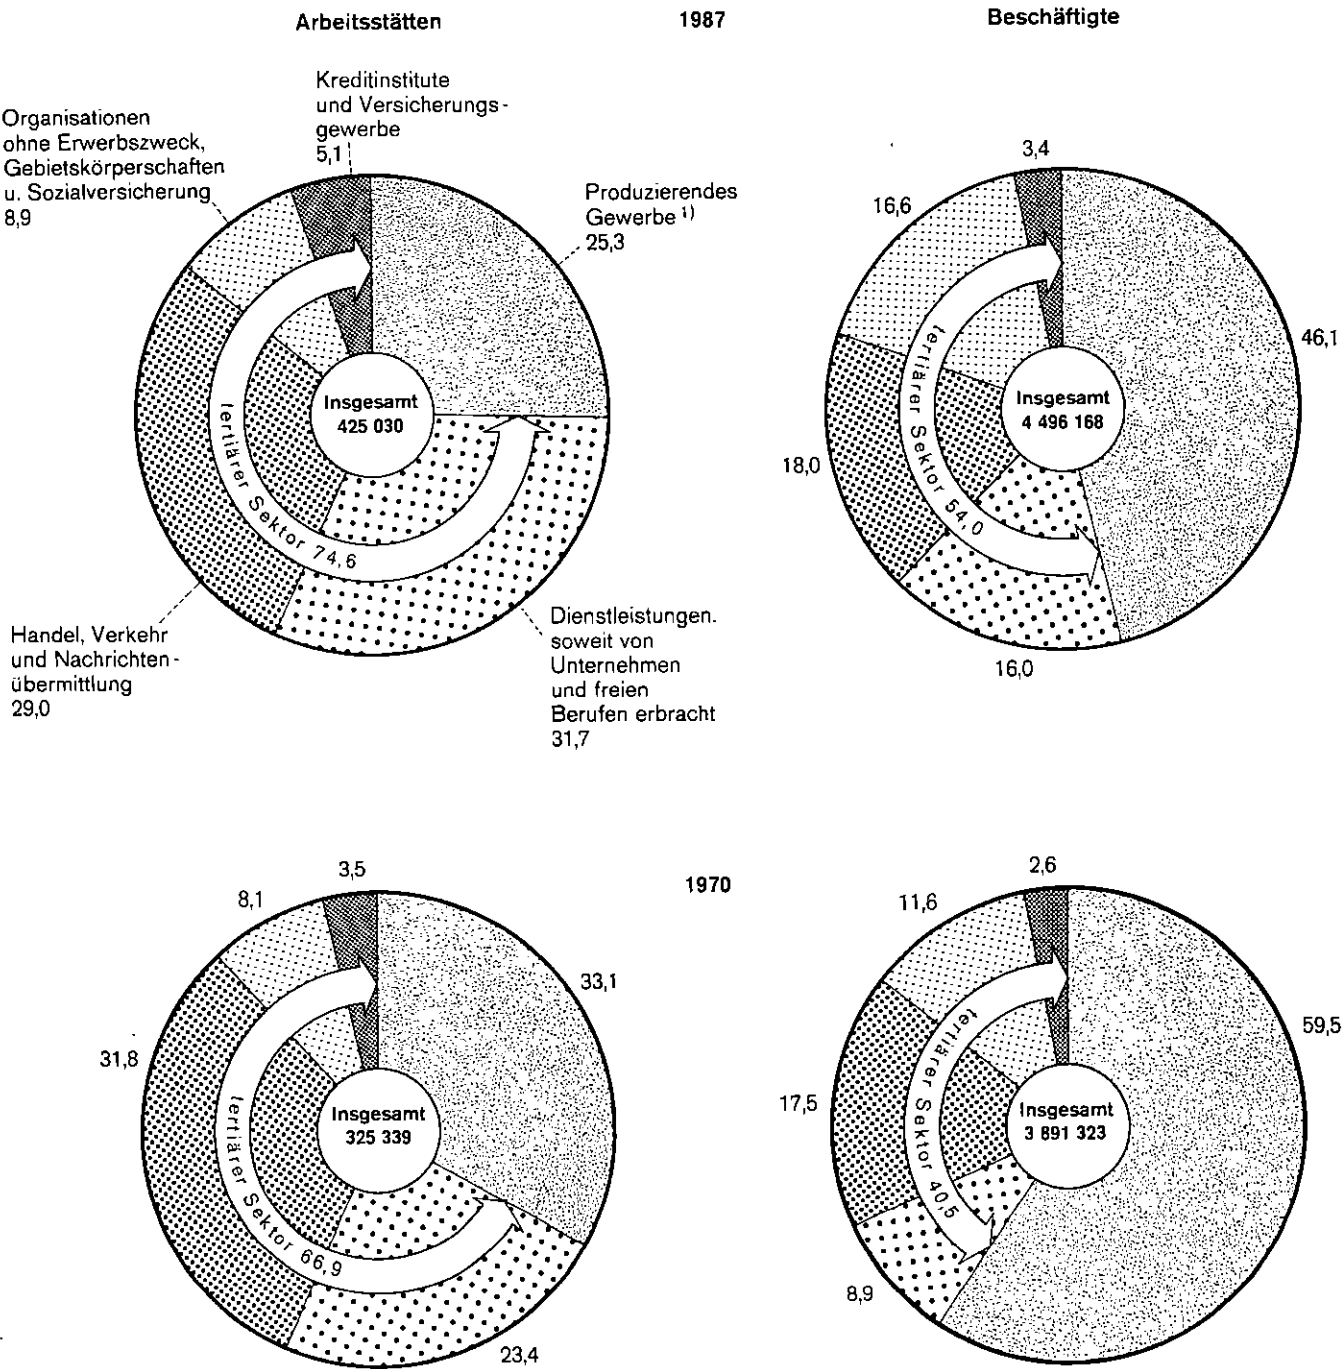 Arbeitsstätten
1987
Beschäftigte
Kreditinstitute
und Versicherungs-
gewerbe
5,1
Organisationen
ohne Erwerbszweck,
Gebietskörperschaften
u. Sozialversicherung
8,9
Produzierendes
Gewerbe 1)
25,3
Insgesamt
425 030
tertiärer Sektor 74,6
Handel, Verkehr
und Nachrichten-
übermittlung
29,0
Dienstleistungen.
soweit von
Unternehmen
und freien
Berufen erbracht
31,7
3,4
16,6
46,1
Insgesamt
4 496 168
tertiärer Sektor 54,0
18,0
16,0
1970
3,5
8,1
33,1
31,8
Insgesamt
325 339
tertiärer Sektor 66,9
23,4
2,6
11,6
59,5
17,5
Insgesamt
3 891 323
tertiärer Sektor 40,5
8,9